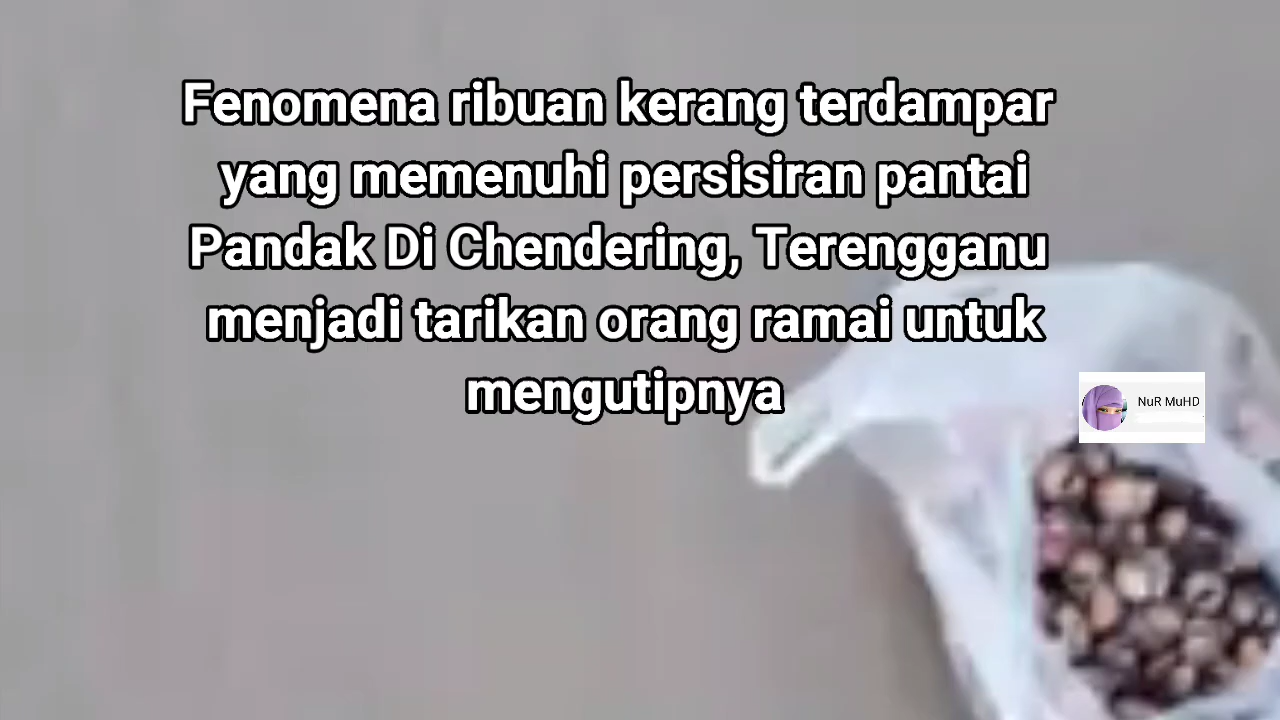 Fenomena ribuan kerang terdampar
yang memenuhi persisiran pantai
Pandak Di Chendering, Terengganu
menjadi tarikan orang ramai untuk
mengutipnya
NuR MuHD